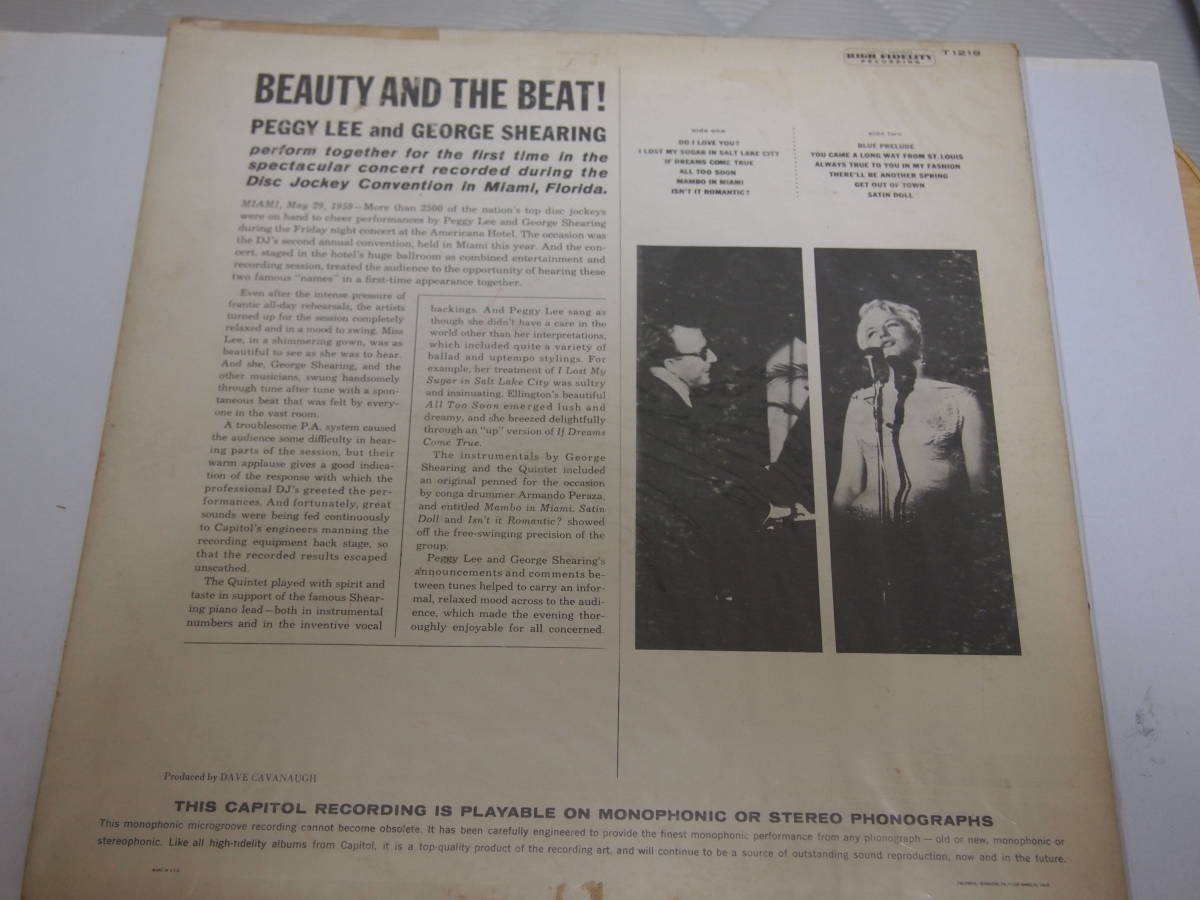 HIGH FIDELITY
RECORDING
T1219
BEAUTY AND THE BEAT!
PEGGY LEE and GEORGE SHEARING
perform together for the first time in the
spectacular concert recorded during the
Disc Jockey Convention in Miami, Florida.
MIAMI, May 29, 1959—More than 2500 of the nation's top disc jockeys
were on hand to cheer performances by Peggy Lee and George Shearing
during the Friday night concert at the Americana Hotel. The occasion was
the DJ's second annual convention, held in Miami this year. And the con-
cert, staged in the hotel's huge ballroom as combined entertainment and
recording session, treated the audience to the opportunity of hearing these
two famous "names" in a first-time appearance together.
Even after the intense pressure of
frantic all-day rehearsals, the artists
turned up for the session completely
relaxed and in a mood to swing. Miss
Lee, in a shimmering gown, was as
beautiful to see as she was to hear.
And she, George Shearing, and the
other musicians, swung handsomely
through tune after tune with a spon-
taneous beat that was felt by every-
one in the vast room.
A troublesome P.A. system caused
the audience some difficulty in hear-
ing parts of the session, but their
warm applause gives a good indica-
tion of the response with which the
professional DJ's greeted the per-
formances. And fortunately, great
sounds were being fed continuously
to Capitol's engineers manning the
recording equipment back stage, so
that the recorded results escaped
unscathed.
The Quintet played with spirit and
taste in support of the famous Shear-
ing piano lead—both in instrumental
numbers and in the inventive vocal
backings. And Peggy Lee sang as
though she didn't have a care in the
world other than her interpretations,
which included quite a variety of
ballad and uptempo stylings. For
example, her treatment of I Lost My
Sugar in Salt Lake City was sultry
and insinuating. Ellington's beautiful
All Too Soon emerged lush and
dreamy, and she breezed delightfully
through an "up" version of If Dreams
Come True.
The instrumentals by George
Shearing and the Quintet included
an original penned for the occasion
by conga drummer Armando Peraza,
and entitled Mambo in Miami. Satin
Doll and Isn't it Romantic? showed
off the free-swinging precision of the
group.
Peggy Lee and George Shearing's
announcements and comments be-
tween tunes helped to carry an infor-
mal, relaxed mood across to the audi-
ence, which made the evening thor-
oughly enjoyable for all concerned.
side one
DO I LOVE YOU?
I LOST MY SUGAR IN SALT LAKE CITY
IF DREAMS COME TRUE
ALL TOO SOON
MAMBO IN MIAMI
ISN'T IT ROMANTIC?
side two
BLUE PRELUDE
YOU CAME A LONG WAY FROM ST. LOUIS
ALWAYS TRUE TO YOU IN MY FASHION
THERE'LL BE ANOTHER SPRING
GET OUT OF TOWN
SATIN DOLL
Produced by DAVE CAVANAUGH
THIS CAPITOL RECORDING IS PLAYABLE ON MONOPHONIC OR STEREO PHONOGRAPHS
This monophonic microgroove recording cannot become obsolete. It has been carefully engineered to provide the finest monophonic performance from any phonograph — old or new, monophonic or
stereophonic. Like all high-fidelity albums from Capitol, it is a top-quality product of the recording art, and will continue to be a source of outstanding sound reproduction, now and in the future.